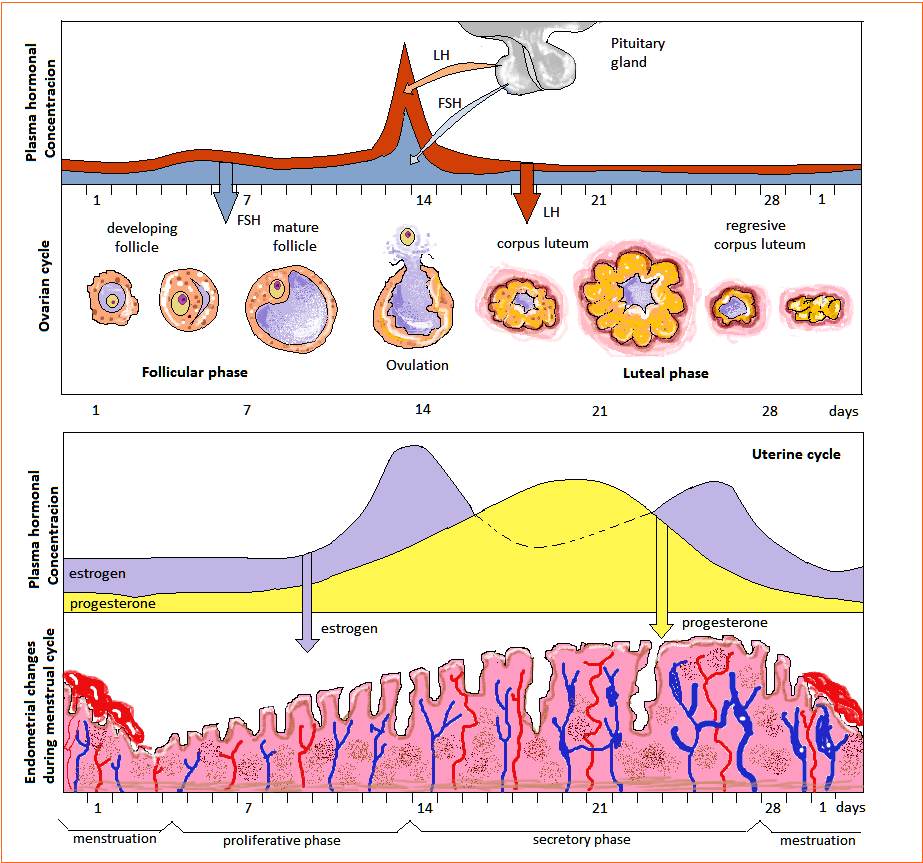 Plasma hormonal
Concentracion
LH
FSH
Pituitary
gland
1
7
14
21
28
1
FSH
LH
Ovarian cycle
developing
follicle
mature
follicle
corpus luteum
regresive
corpus luteum
Ovulation
Follicular phase
Luteal phase
1
7
14
21
28
days
Plasma hormonal
Concentracion
Uterine cycle
estrogen
progesterone
estrogen
progesterone
Endometrial changes
during menstrual cycle
1
7
14
21
28
1
days
menstruation
proliferative phase
secretory phase
mestruation